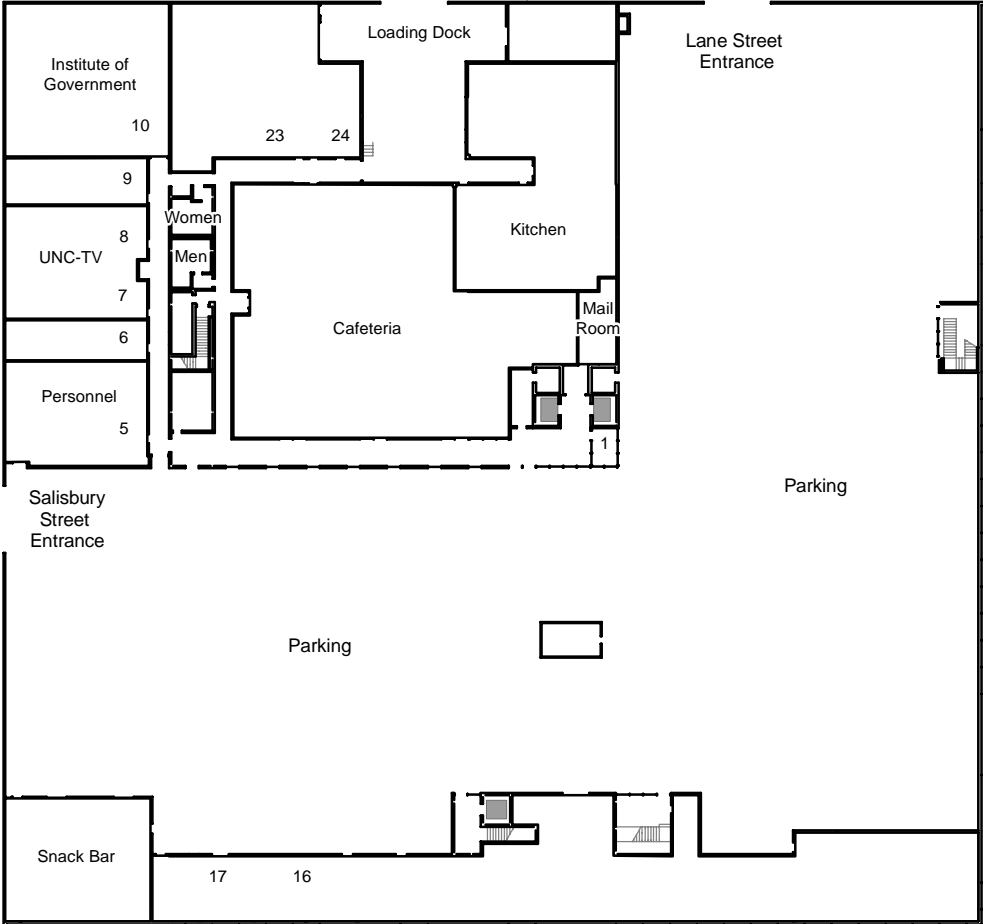 Loading Dock
Lane Street
Entrance
Institute of
Government
10
23
24
9
Women
8
UNC-TV
Men
7
Kitchen
Mail
Room
Cafeteria
6
Personnel
5
1
Salisbury
Street
Entrance
Parking
Parking
Snack Bar
17
16